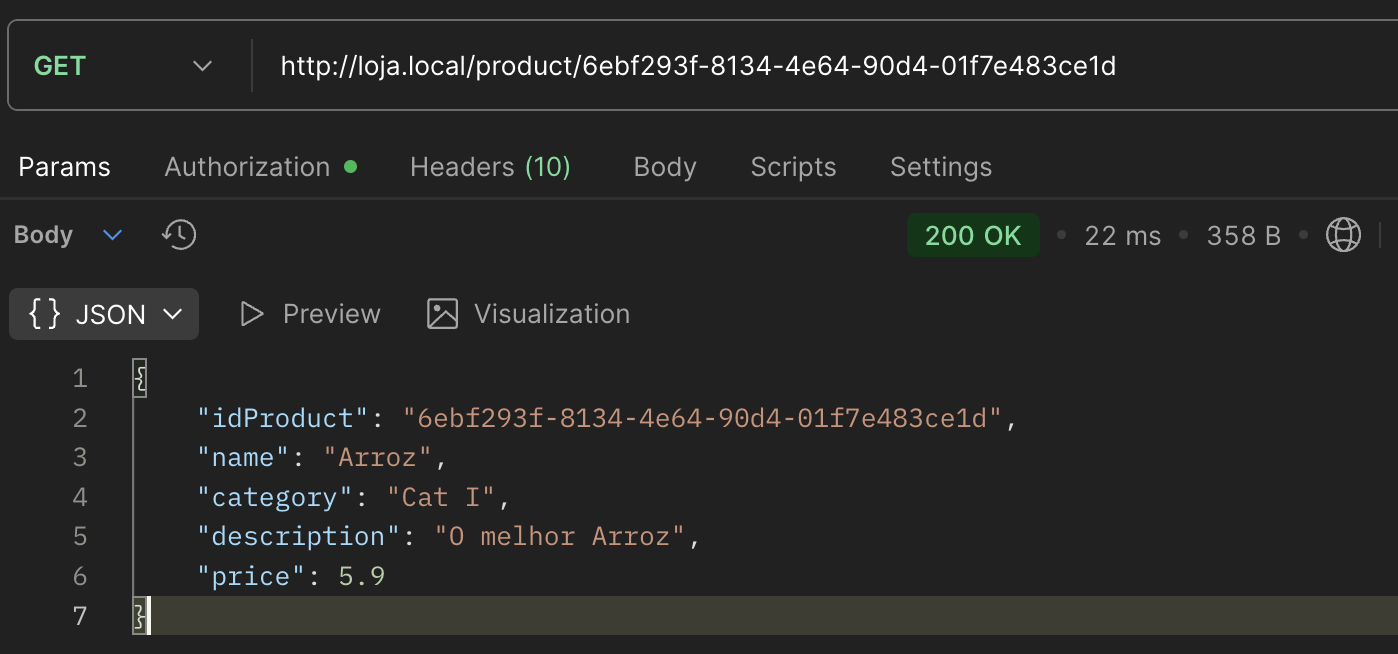 GET http://loja.local/product/6ebf293f-8134-4e64-90d4-01f7e483ce1d
Params Authorization Headers (10) Body Scripts Settings
Body 200 OK • 22 ms • 358 B •
{} JSON Preview Visualization
1 {
2 "idProduct": "6ebf293f-8134-4e64-90d4-01f7e483ce1d",
3 "name": "Arroz",
4 "category": "Cat I",
5 "description": "O melhor Arroz",
6 "price": 5.9
7 }